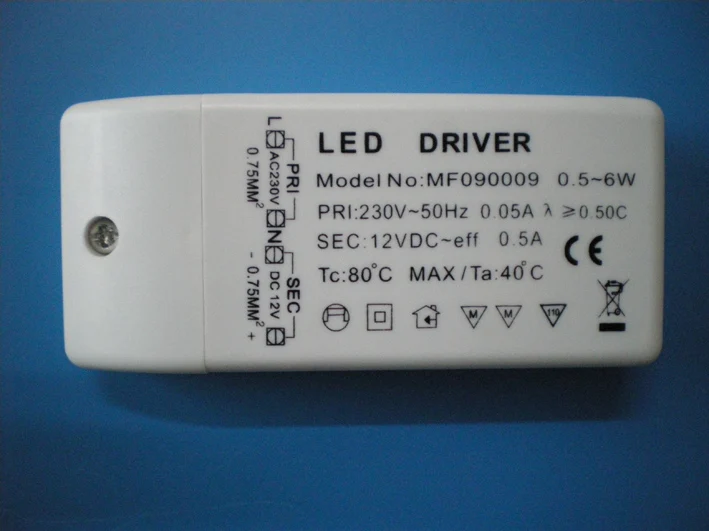 LED DRIVER
Model No:MF090009 0.5~6W
PRI:230V~50Hz 0.05A λ ≥0.50C
SEC:12VDC~eff 0.5A
CE
Tc:80°C MAX/Ta:40°C
M M 110
L N
AC230V
PRI
0.75MM²
SEC
DC 12V
- 0.75MM² +